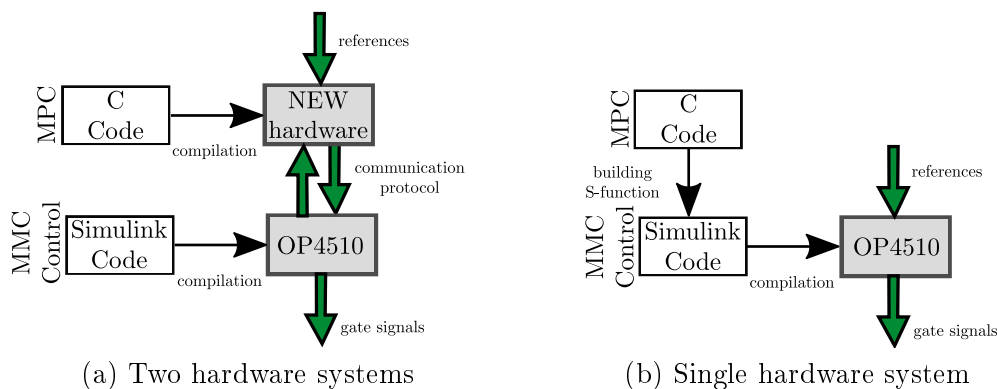 references
MPC
C
Code
compilation
NEW
hardware
communication
protocol
MMC
Control
Simulink
Code
compilation
OP4510
gate signals
(a) Two hardware systems
MPC
C
Code
building
S-function
references
MMC
Control
Simulink
Code
compilation
OP4510
gate signals
(b) Single hardware system